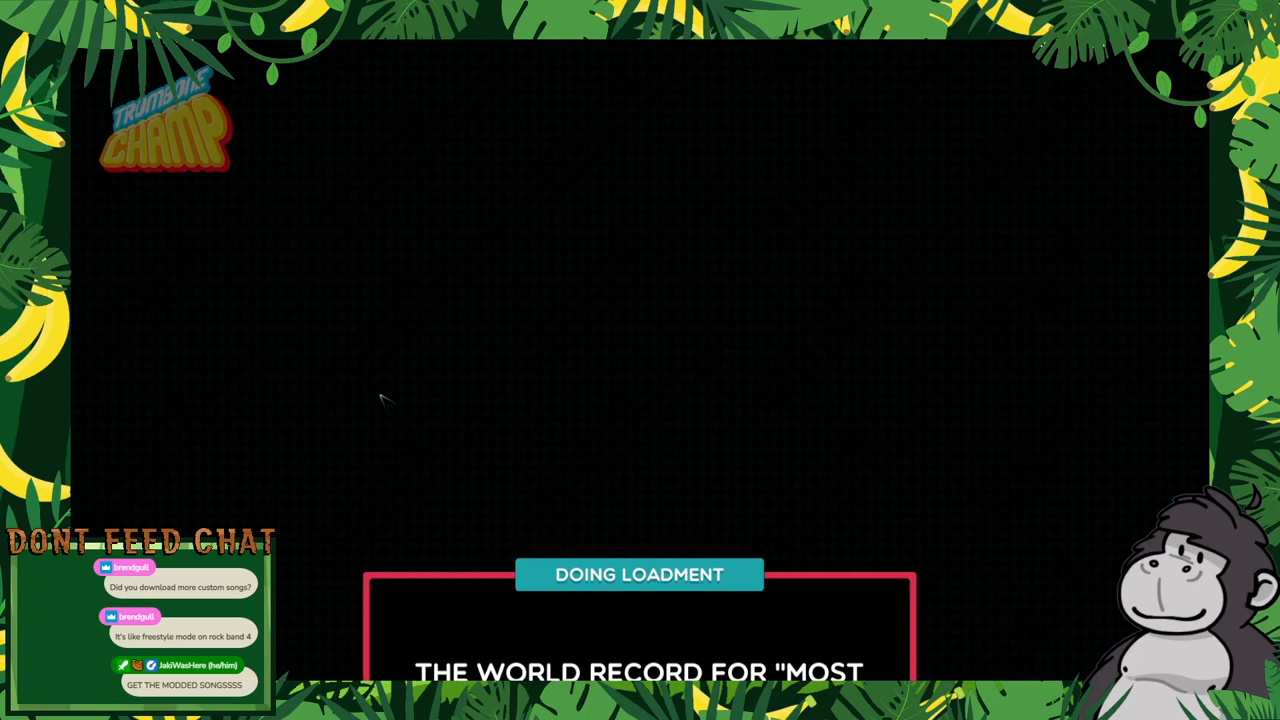 TROMBONE
CHAMP
DONT FEED CHAT
brendgull
Did you download more custom songs?
brendgull
It's like freestyle mode on rock band 4
JakiWasHere (he/him)
GET THE MODDED SONGSSSS
DOING LOADMENT
THE WORLD RECORD FOR "MOST